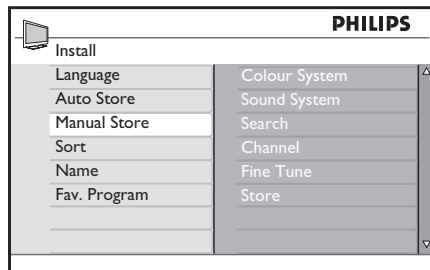 PHILIPS
Install
Language
Auto Store
Manual Store
Sort
Name
Fav. Program
Colour System
Sound System
Search
Channel
Fine Tune
Store